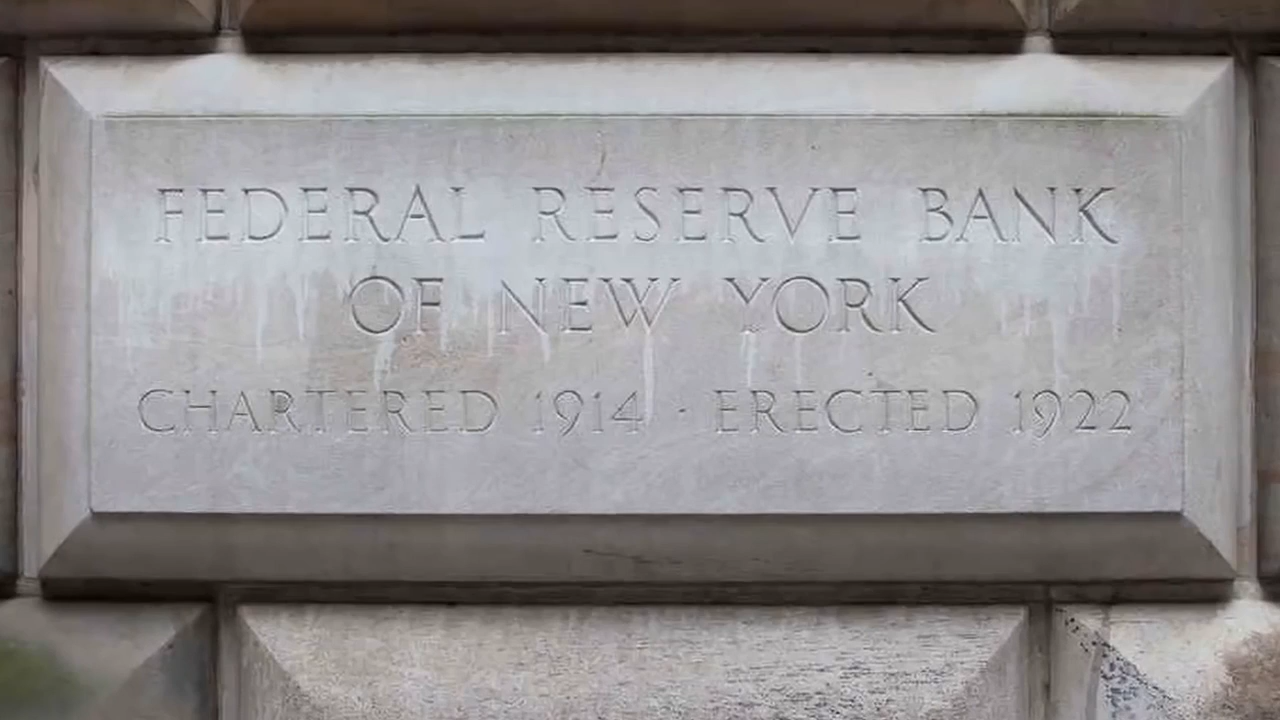 FEDERAL RESERVE BANK
OF NEW YORK
CHARTERED 1914 · ERECTED 1922